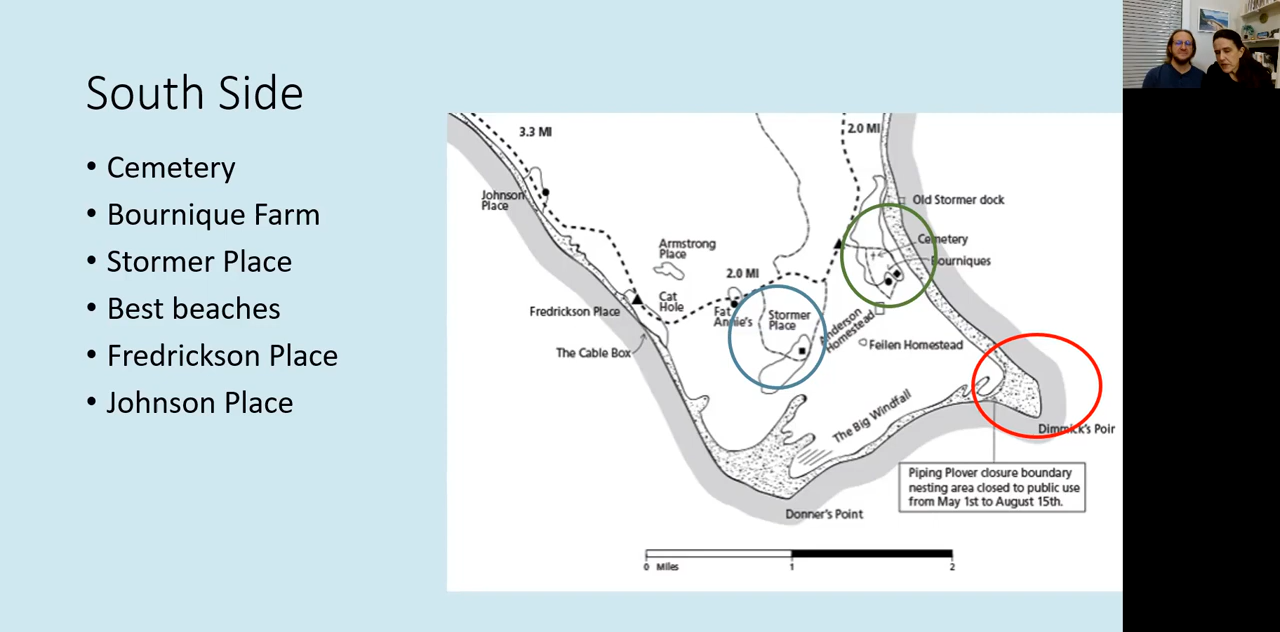 South Side
• Cemetery
• Bournique Farm
• Stormer Place
• Best beaches
• Fredrickson Place
• Johnson Place
3.3 MI
2.0 MI
Johnson
Place
Old Stormer dock
Cemetery
Bourniques
Armstrong
Place
2.0 MI
Cat
Hole
Fredrickson Place
Fat
Annie's
Stormer
Place
Anderson
Homestead
Feilen Homestead
The Cable Box
The Big Windfall
Dimmick's Poir
Piping Plover closure boundary
nesting area closed to public use
from May 1st to August 15th.
Donner's Point
0 Miles 1 2